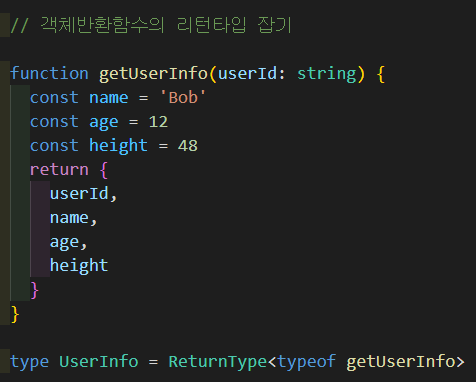 // 객체반환함수의 리턴타입 잡기
function getUserInfo(userId: string) {
const name = 'Bob'
const age = 12
const height = 48
return {
userId,
name,
age,
height
}
}
type UserInfo = ReturnType<typeof getUserInfo>